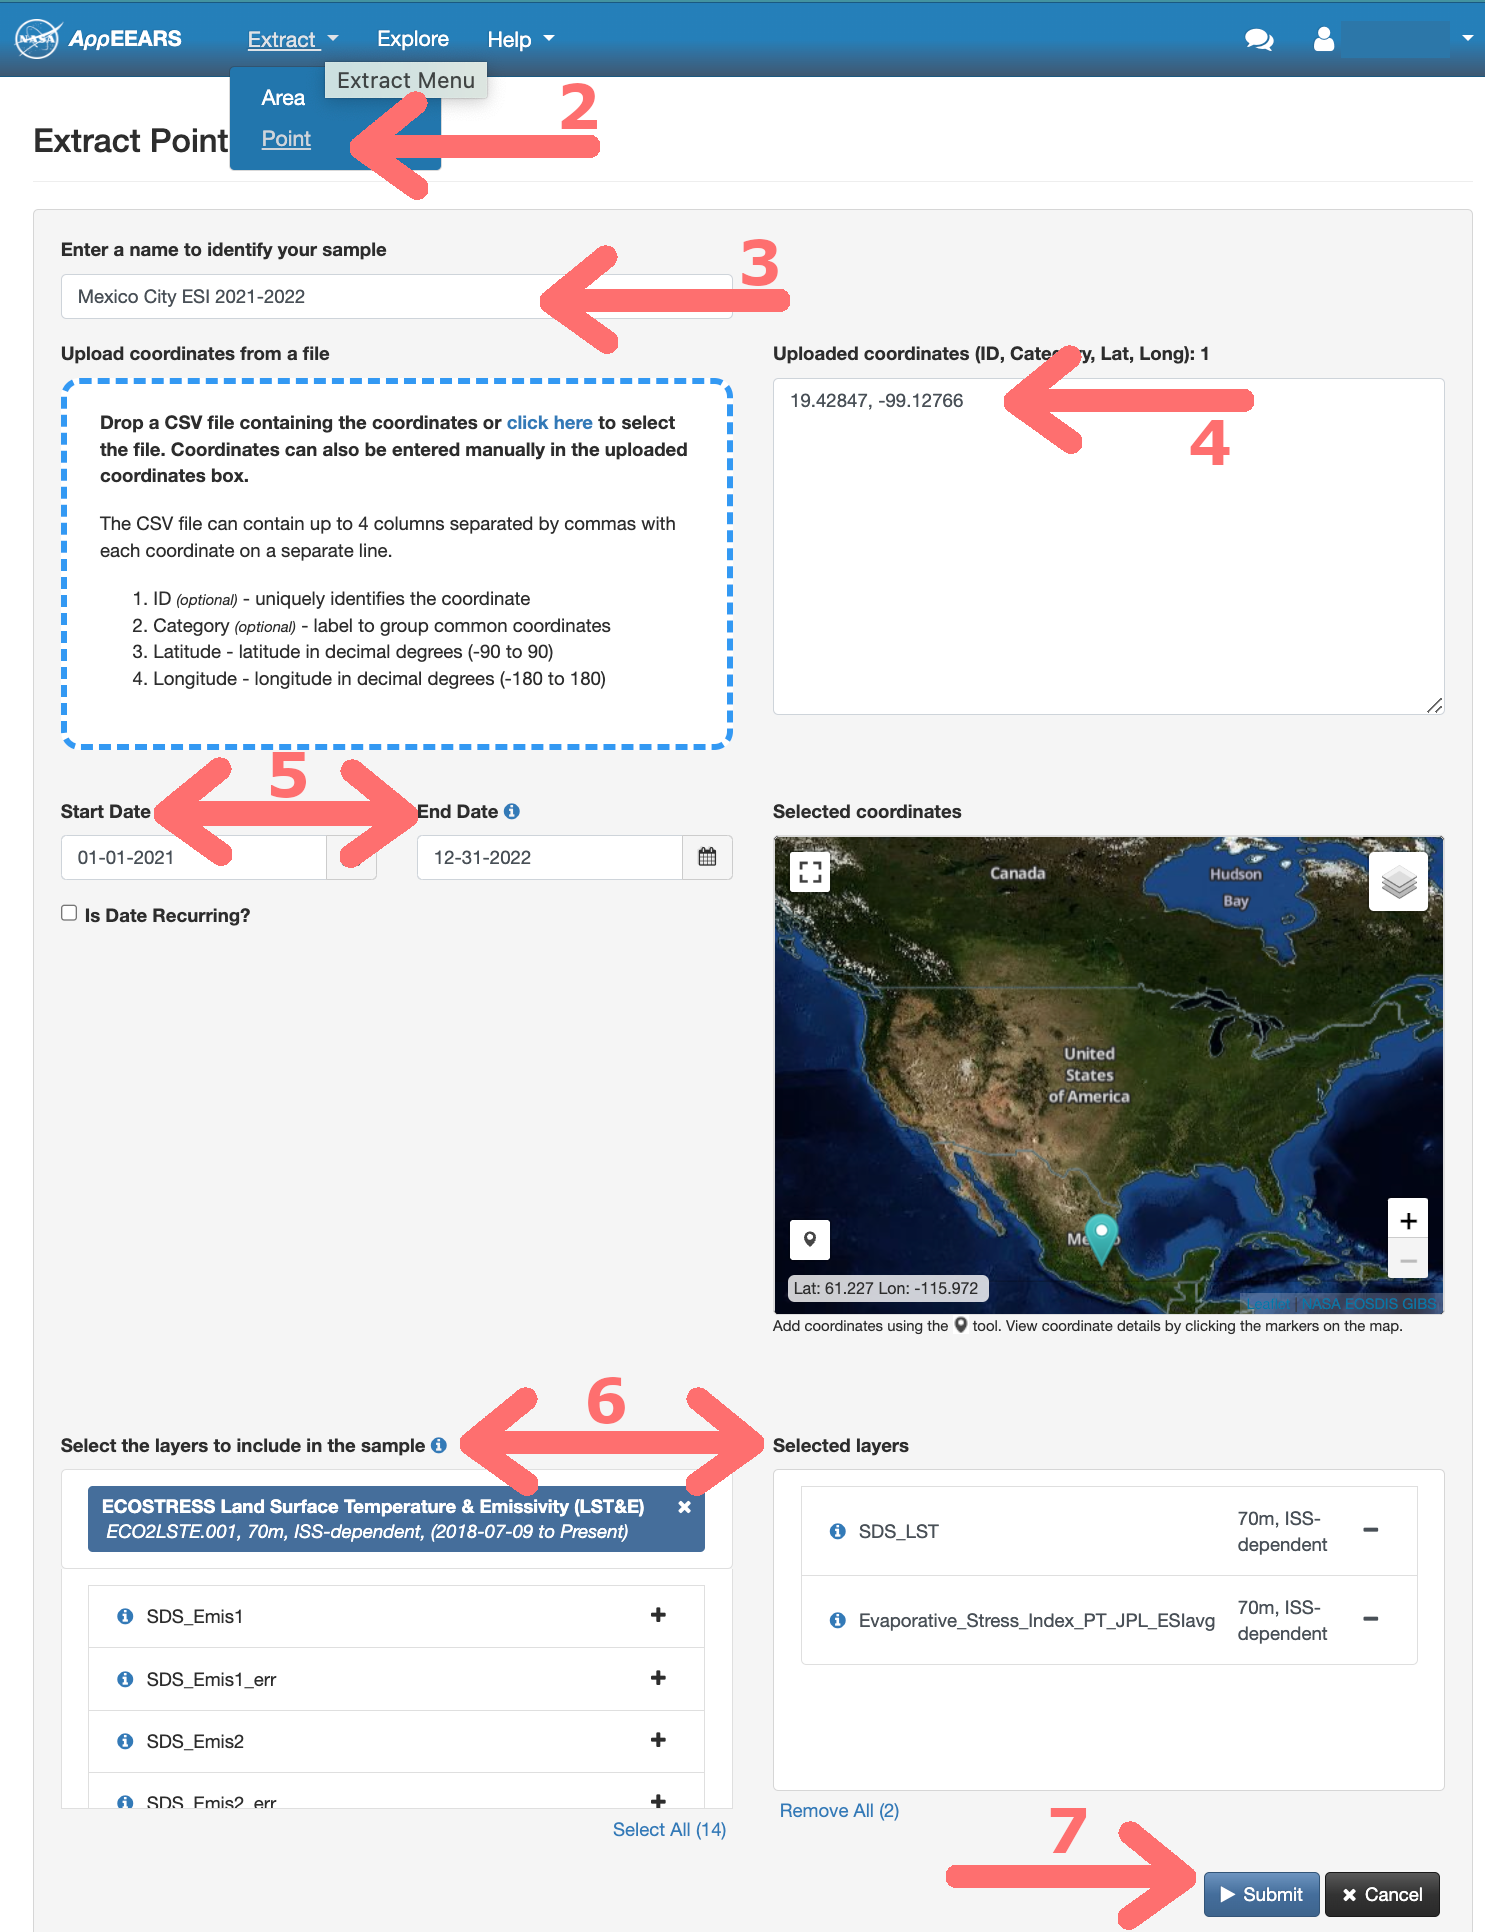 NASA AppEEARS Extract Explore Help
Extract Menu
Area
Point
2
Extract Point
Enter a name to identify your sample
3
Mexico City ESI 2021-2022
Upload coordinates from a file
Drop a CSV file containing the coordinates or click here to select
the file. Coordinates can also be entered manually in the uploaded
coordinates box.
The CSV file can contain up to 4 columns separated by commas with
each coordinate on a separate line.
1. ID (optional) - uniquely identifies the coordinate
2. Category (optional) - label to group common coordinates
3. Latitude - latitude in decimal degrees (-90 to 90)
4. Longitude - longitude in decimal degrees (-180 to 180)
Uploaded coordinates (ID, Category, Lat, Long): 1
19.42847, -99.12766
4
5
Start Date
End Date
01-01-2021
12-31-2022
Is Date Recurring?
Selected coordinates
Canada
Hudson
Bay
United
States
of America
Mexico
+
−
Lat: 61.227 Lon: -115.972
Leaflet | NASA EOSDIS GIBS
Add coordinates using the tool. View coordinate details by clicking the markers on the map.
6
Select the layers to include in the sample
ECOSTRESS Land Surface Temperature & Emissivity (LST&E)
ECO2LSTE.001, 70m, ISS-dependent, (2018-07-09 to Present)
SDS_Emis1
SDS_Emis1_err
SDS_Emis2
SDS_Emis2_err
Select All (14)
Selected layers
SDS_LST
70m, ISS-
dependent
Evaporative_Stress_Index_PT_JPL_ESIavg
70m, ISS-
dependent
Remove All (2)
7
Submit
Cancel